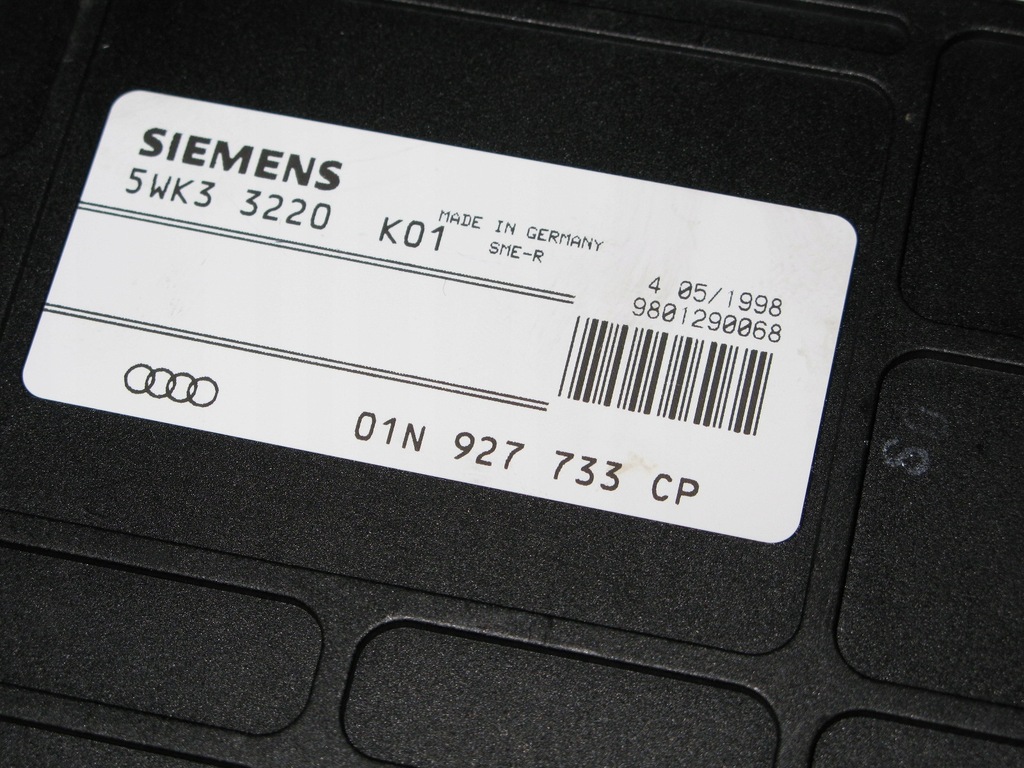 SIEMENS
5WK3 3220 K01
MADE IN GERMANY
SME-R
4 05/1998
9801290068
01N 927 733 CP